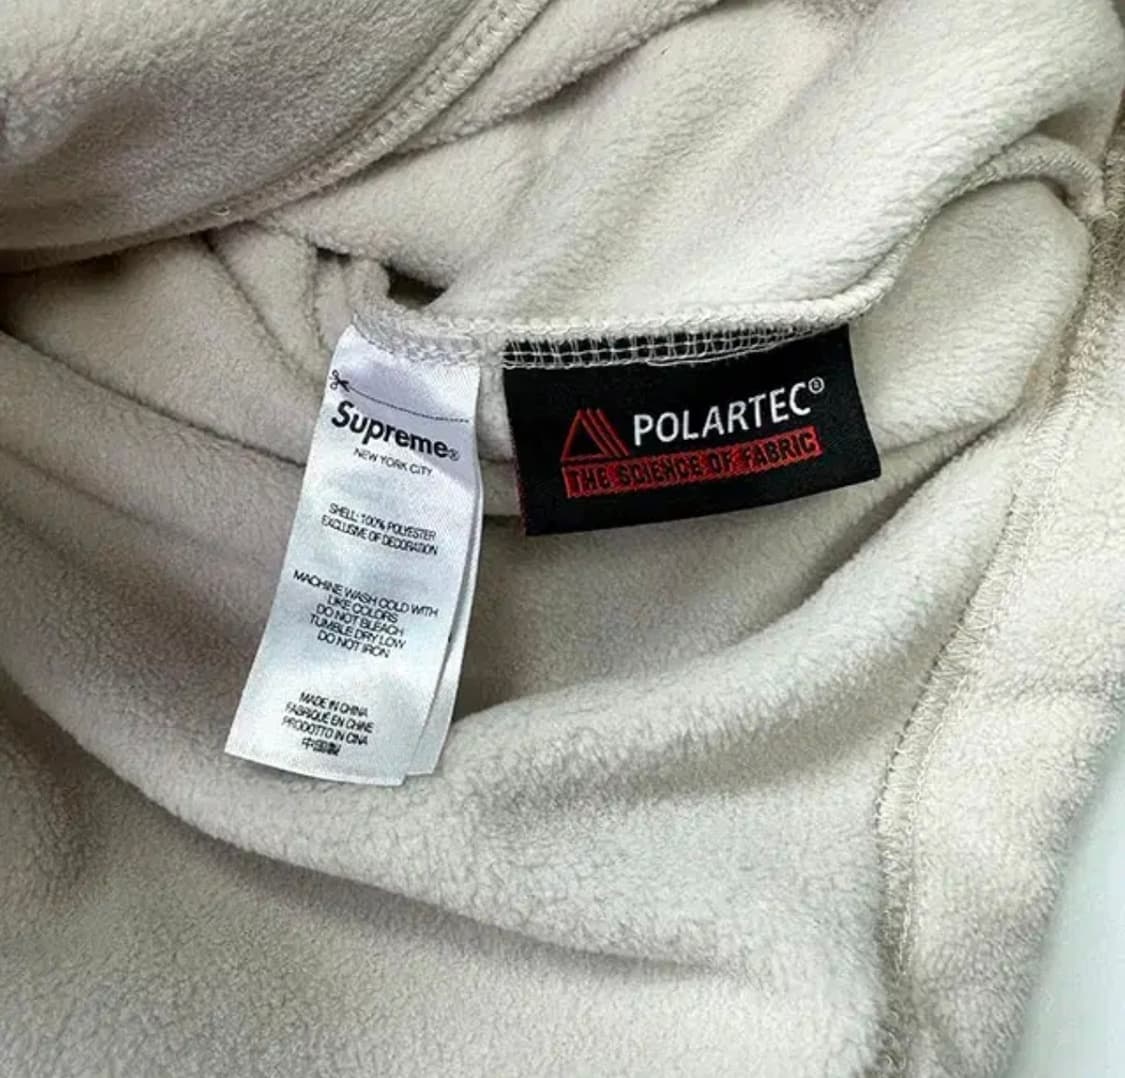 Supreme®
NEW YORK CITY
SHELL: 100% POLYESTER
EXCLUSIVE OF DECORATION
MACHINE WASH COLD WITH
LIKE COLORS
DO NOT BLEACH
TUMBLE DRY LOW
DO NOT IRON
MADE IN CHINA
FABRIQUÉ EN CHINE
PRODOTTO IN CINA
中国製
POLARTEC®
THE SCIENCE OF FABRIC